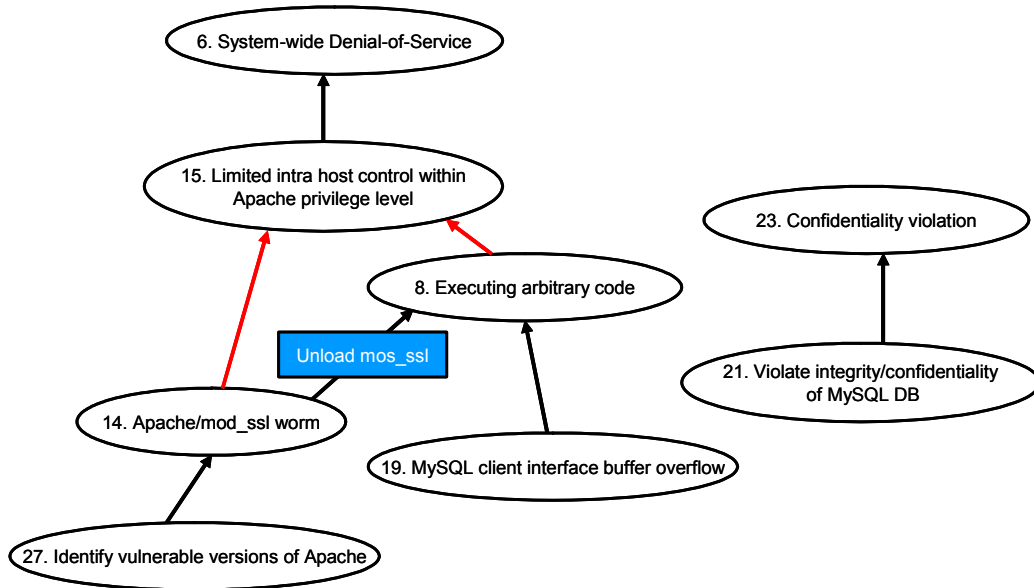 6. System-wide Denial-of-Service
15. Limited intra host control within
Apache privilege level
23. Confidentiality violation
8. Executing arbitrary code
Unload mos_ssl
21. Violate integrity/confidentiality
of MySQL DB
14. Apache/mod_ssl worm
19. MySQL client interface buffer overflow
27. Identify vulnerable versions of Apache